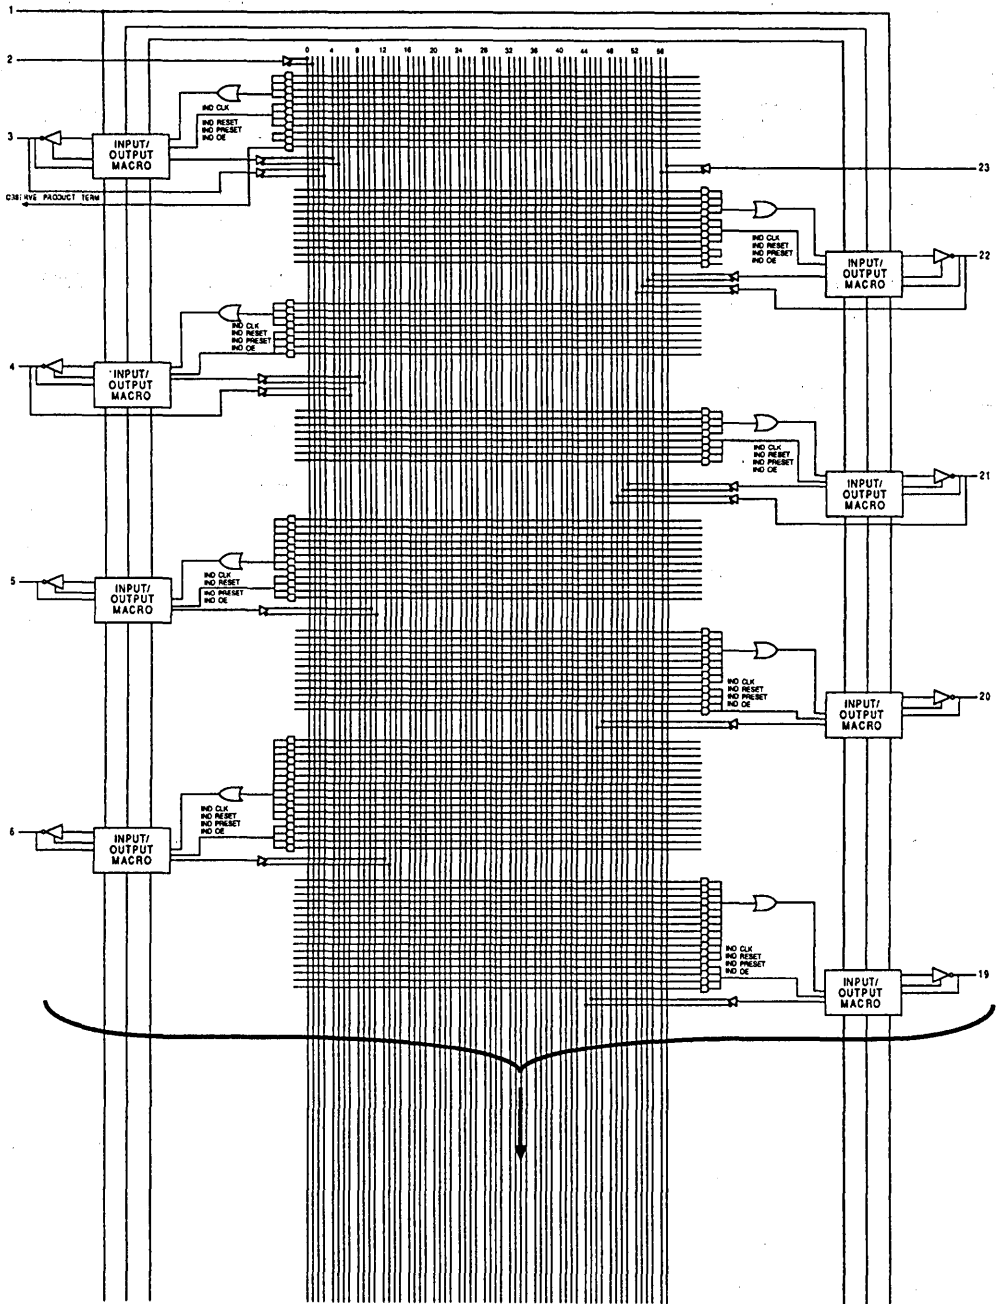 1
2
0 4 8 12 16 20 24 28 32 36 40 44 48 52 56
IND CLK
IND RESET
IND PRESET
IND OE
3
INPUT/
OUTPUT
MACRO
23
PRODUCT TERM
IND CLK
IND RESET
IND PRESET
IND OE
22
INPUT/
OUTPUT
MACRO
IND CLK
IND RESET
IND PRESET
IND OE
4
INPUT/
OUTPUT
MACRO
IND CLK
IND RESET
IND PRESET
IND OE
21
INPUT/
OUTPUT
MACRO
IND CLK
IND RESET
IND PRESET
IND OE
5
INPUT/
OUTPUT
MACRO
IND CLK
IND RESET
IND PRESET
IND OE
20
INPUT/
OUTPUT
MACRO
IND CLK
IND RESET
IND PRESET
IND OE
6
INPUT/
OUTPUT
MACRO
IND CLK
IND RESET
IND PRESET
IND OE
19
INPUT/
OUTPUT
MACRO